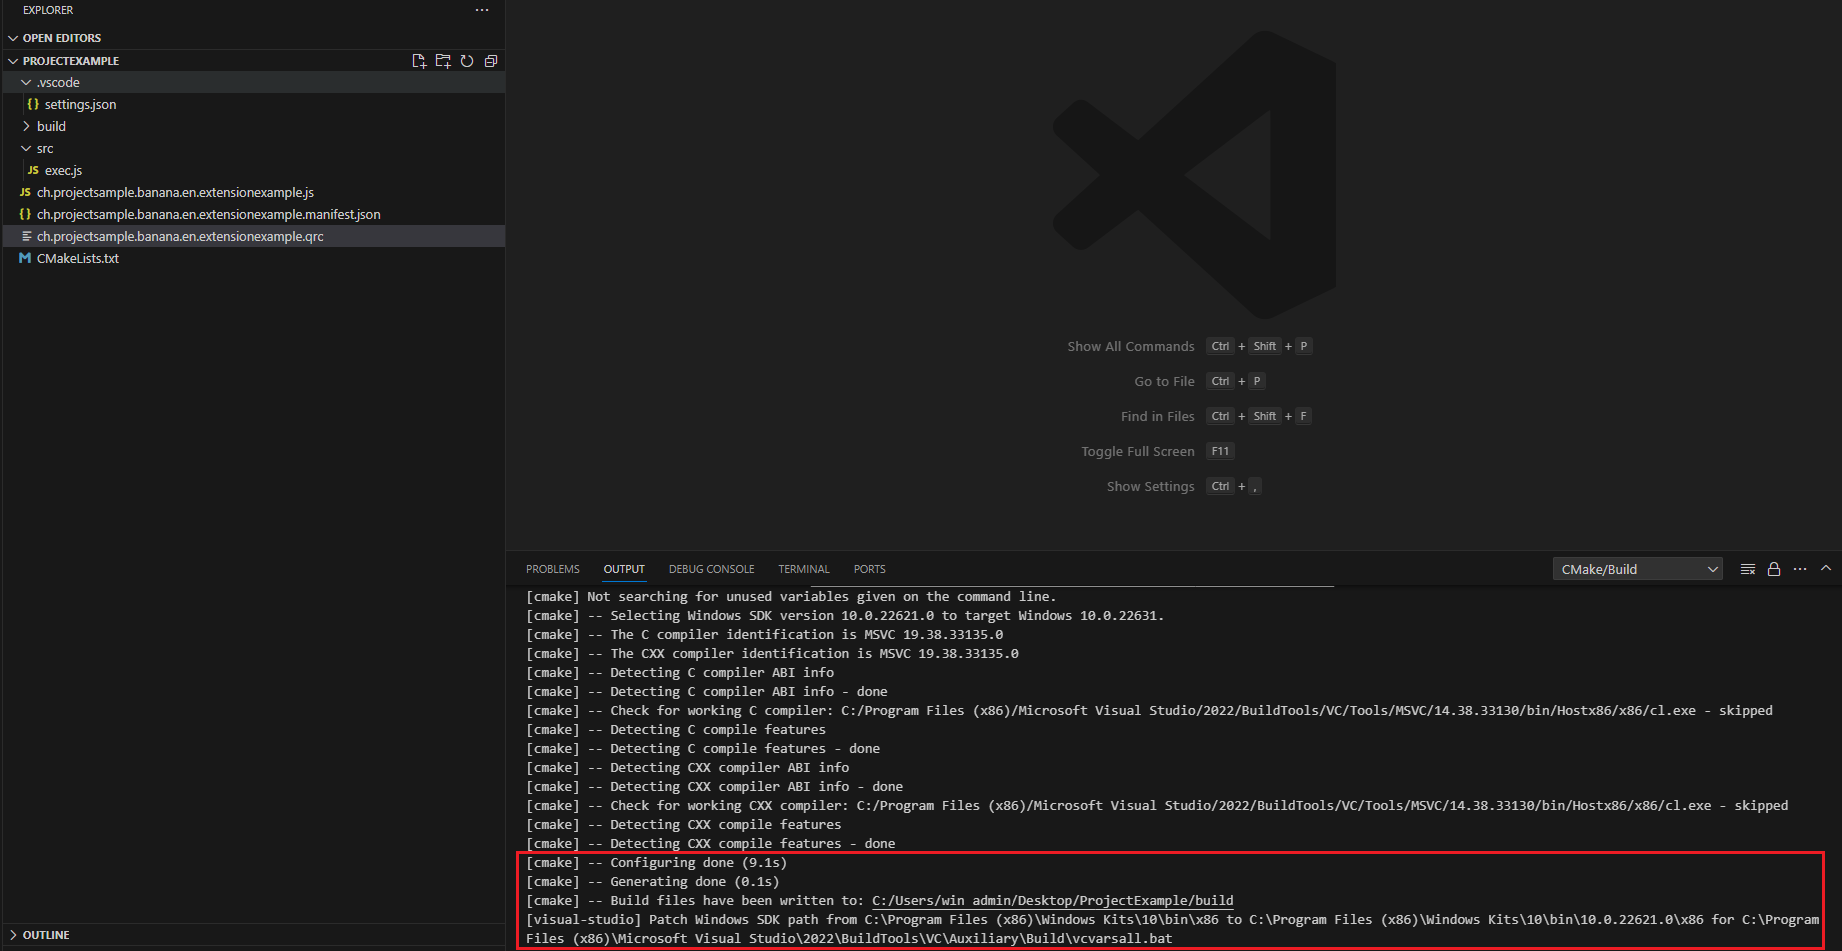 EXPLORER
OPEN EDITORS
PROJECTEXAMPLE
.vscode
{} settings.json
build
src
JS exec.js
JS ch.projectsample.banana.en.extensionexample.js
{} ch.projectsample.banana.en.extensionexample.manifest.json
ch.projectsample.banana.en.extensionexample.qrc
M CMakeLists.txt
OUTLINE
Show All Commands Ctrl + Shift + P
Go to File Ctrl + P
Find in Files Ctrl + Shift + F
Toggle Full Screen F11
Show Settings Ctrl + ,
PROBLEMS OUTPUT DEBUG CONSOLE TERMINAL PORTS CMake/Build
[cmake] Not searching for unused variables given on the command line.
[cmake] -- Selecting Windows SDK version 10.0.22621.0 to target Windows 10.0.22631.
[cmake] -- The C compiler identification is MSVC 19.38.33135.0
[cmake] -- The CXX compiler identification is MSVC 19.38.33135.0
[cmake] -- Detecting C compiler ABI info
[cmake] -- Detecting C compiler ABI info - done
[cmake] -- Check for working C compiler: C:/Program Files (x86)/Microsoft Visual Studio/2022/BuildTools/VC/Tools/MSVC/14.38.33130/bin/Hostx86/x86/cl.exe - skipped
[cmake] -- Detecting C compile features
[cmake] -- Detecting C compile features - done
[cmake] -- Detecting CXX compiler ABI info
[cmake] -- Detecting CXX compiler ABI info - done
[cmake] -- Check for working CXX compiler: C:/Program Files (x86)/Microsoft Visual Studio/2022/BuildTools/VC/Tools/MSVC/14.38.33130/bin/Hostx86/x86/cl.exe - skipped
[cmake] -- Detecting CXX compile features
[cmake] -- Detecting CXX compile features - done
[cmake] -- Configuring done (9.1s)
[cmake] -- Generating done (0.1s)
[cmake] -- Build files have been written to: C:/Users/win admin/Desktop/ProjectExample/build
[visual-studio] Patch Windows SDK path from C:\Program Files (x86)\Windows Kits\10\bin\x86 to C:\Program Files (x86)\Windows Kits\10\bin\10.0.22621.0\x86 for C:\Program
Files (x86)\Microsoft Visual Studio\2022\BuildTools\VC\Auxiliary\Build\vcvarsall.bat